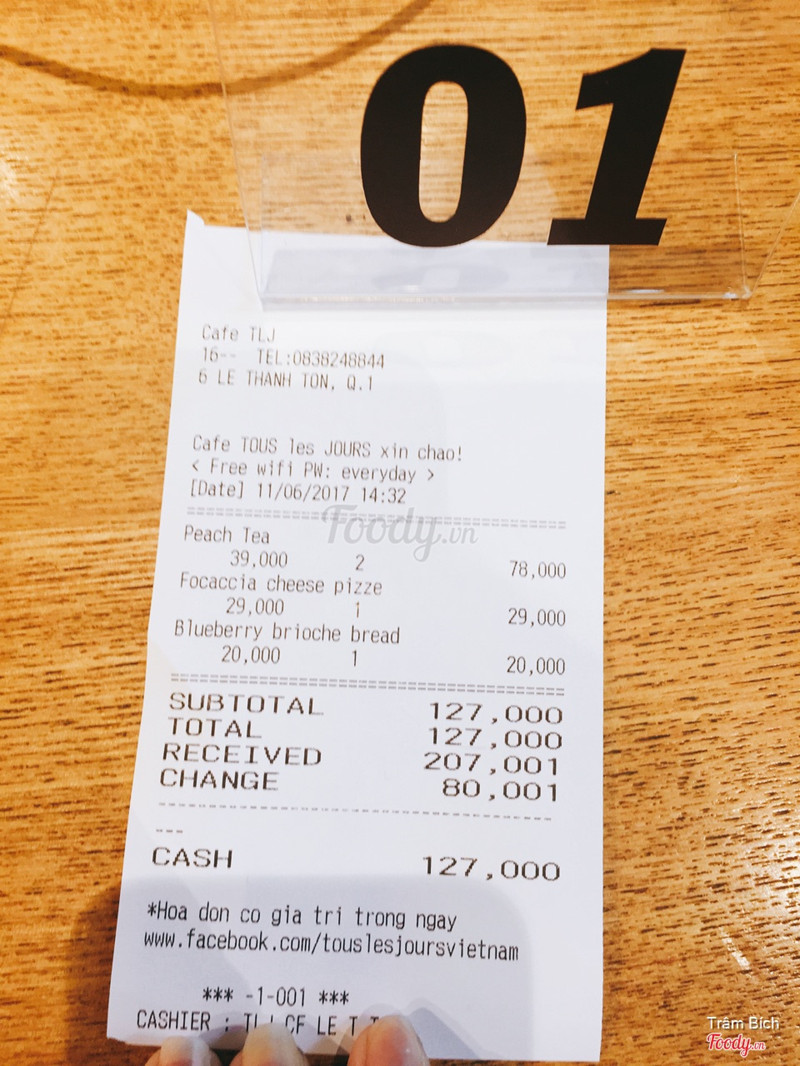 01
Cafe TLJ
16-- TEL:0838248844
6 LE THANH TON, Q.1
Cafe TOUS les JOURS xin chao!
< Free wifi PW: everyday >
[Date] 11/06/2017 14:32
Foody.vn
Peach Tea
39,000 2 78,000
Focaccia cheese pizze
29,000 1 29,000
Blueberry brioche bread
20,000 1 20,000
SUBTOTAL 127,000
TOTAL 127,000
RECEIVED 207,001
CHANGE 80,001
---
CASH 127,000
*Hoa don co gia tri trong ngay
www.facebook.com/touslesjoursvietnam
*** -1-001 ***
CASHIER : TLJ CF LE T
Trâm Bích
Foody.vn